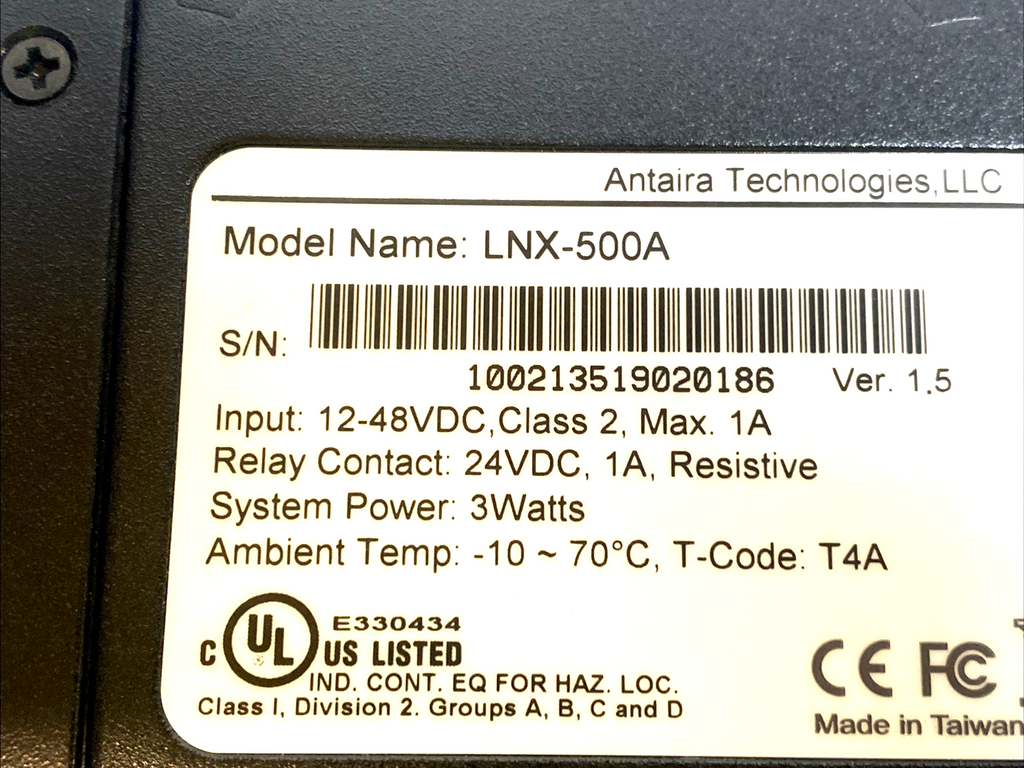 Antaira Technologies,LLC
Model Name: LNX-500A
S/N:
100213519020186 Ver. 1.5
Input: 12-48VDC,Class 2, Max. 1A
Relay Contact: 24VDC, 1A, Resistive
System Power: 3Watts
Ambient Temp: -10 ~ 70°C, T-Code: T4A
E330434
C UL US LISTED
IND. CONT. EQ FOR HAZ. LOC.
Class I, Division 2. Groups A, B, C and D
CE FC
Made in Taiwan